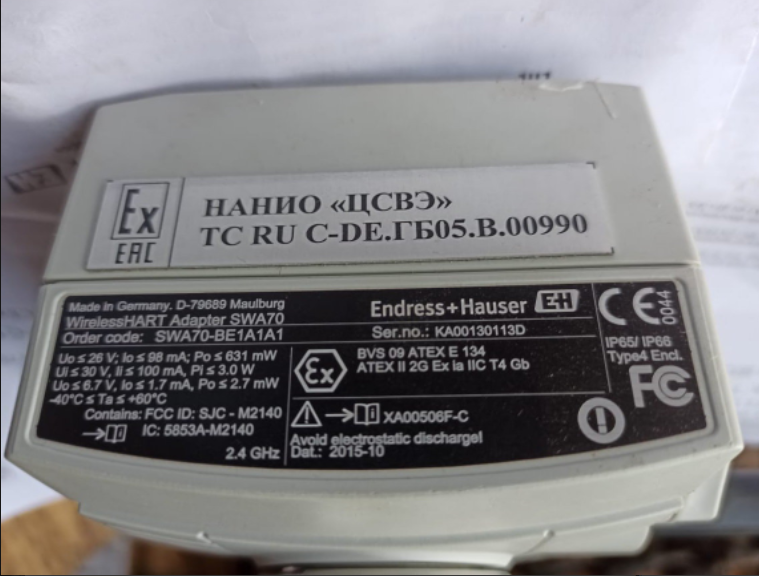 Ex
EAC
НАНИО «ЦСВЭ»
TC RU C-DE.ГБ05.В.00990
Made in Germany, D-79689 Maulburg
WirelessHART Adapter SWA70
Order code: SWA70-BE1A1A1
Endress+Hauser EH
Ser.no.: KA00130113D
CE 0044
Uo ≤ 26 V; Io ≤ 98 mA; Po ≤ 631 mW
Ui ≤ 30 V, Ii ≤ 100 mA, Pi ≤ 3.0 W
Uo ≤ 6.7 V, Io ≤ 1.7 mA, Po ≤ 2.7 mW
-40°C ≤ Ta ≤ +60°C
Contains: FCC ID: SJC - M2140
IC: 5853A-M2140
2.4 GHz
Ex
BVS 09 ATEX E 134
ATEX II 2G Ex ia IIC T4 Gb
XA00506F-C
Avoid electrostatic discharge!
Dat.: 2015-10
IP65/ IP66
Type4 Encl.
FC